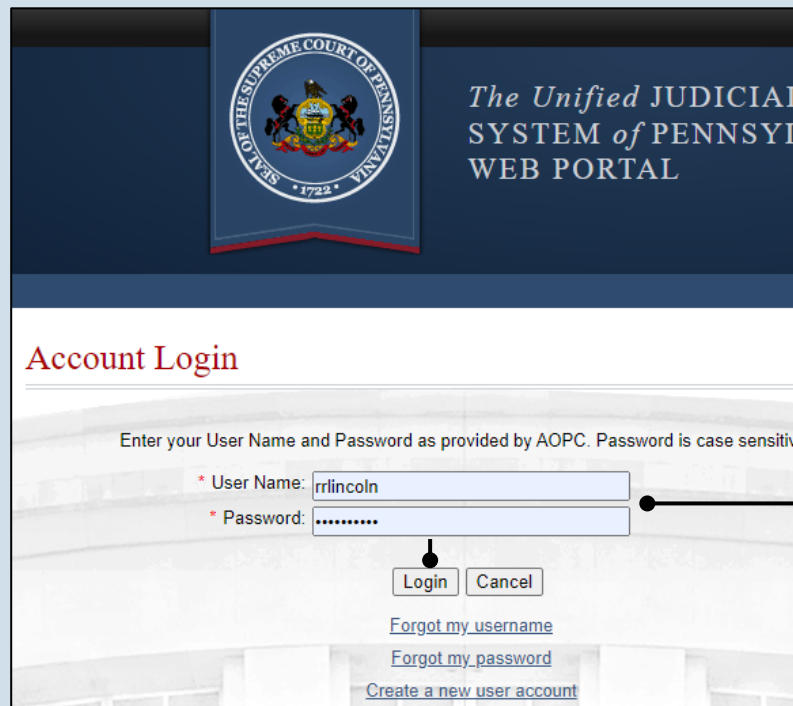 SEAL OF THE SUPREME COURT OF PENNSYLVANIA
• 1722 •
The Unified JUDICIAL
SYSTEM of PENNSYL
WEB PORTAL
Account Login
Enter your User Name and Password as provided by AOPC. Password is case sensitiv
* User Name: rrlincoln
* Password: ••••••••••
Login Cancel
Forgot my username
Forgot my password
Create a new user account